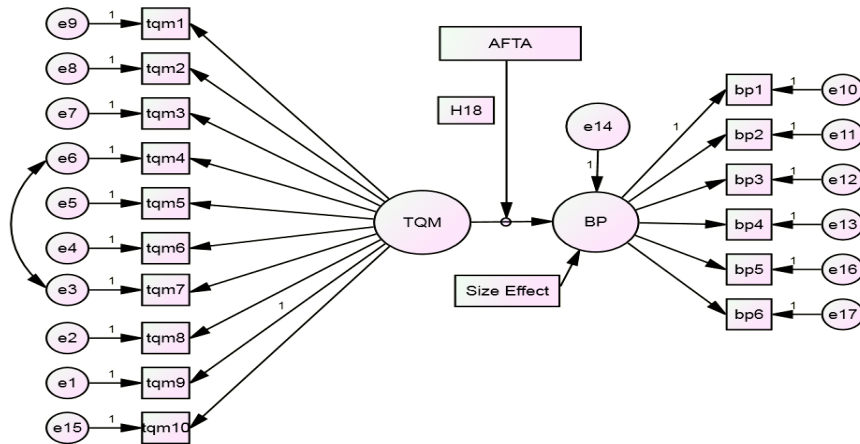 e9 1 tqm1
e8 1 tqm2
e7 1 tqm3
e6 1 tqm4
e5 1 tqm5
e4 1 tqm6
e3 1 tqm7
e2 1 tqm8
e1 1 tqm9
e15 1 tqm10
1
TQM
AFTA
H18
e14
1
BP
Size Effect
1
bp1 1 e10
bp2 1 e11
bp3 1 e12
bp4 1 e13
bp5 1 e16
bp6 1 e17